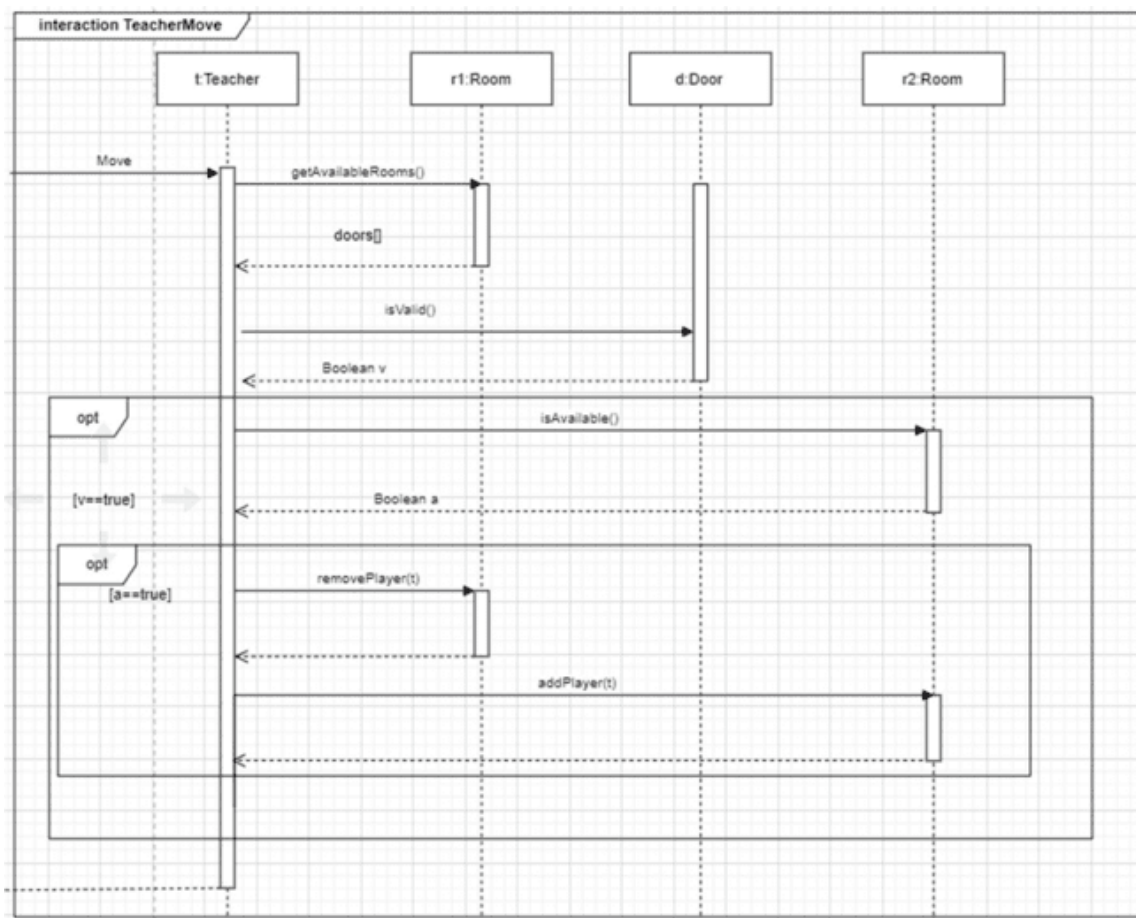 interaction TeacherMove
t:Teacher
r1:Room
d:Door
r2:Room
Move
getAvailableRooms()
doors[]
isValid()
Boolean v
opt
isAvailable()
[v==true]
Boolean a
opt
[a==true]
removePlayer(t)
addPlayer(t)